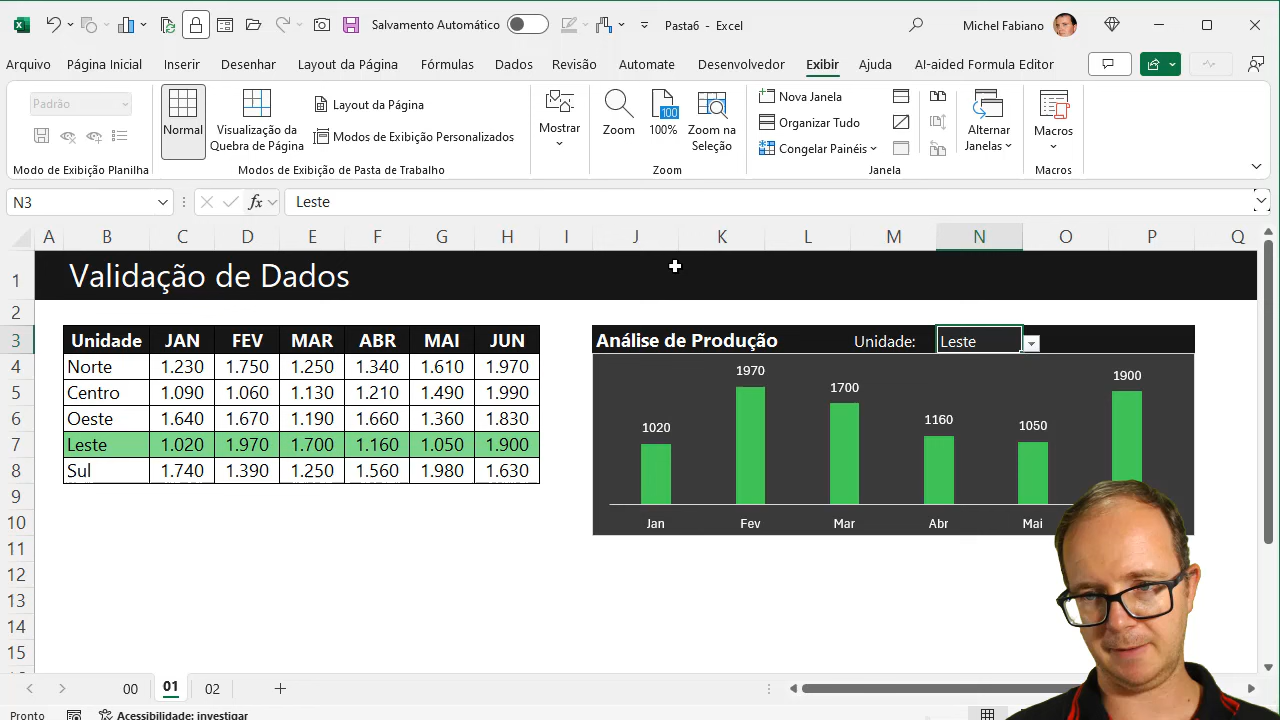 Salvamento Automático
Pasta6 - Excel
Michel Fabiano
Arquivo Página Inicial Inserir Desenhar Layout da Página Fórmulas Dados Revisão Automate Desenvolvedor Exibir Ajuda AI-aided Formula Editor
Padrão
Modo de Exibição Planilha
Normal
Visualização da
Quebra de Página
Layout da Página
Modos de Exibição Personalizados
Modos de Exibição de Pasta de Trabalho
Mostrar
Zoom
100
100%
Zoom na
Seleção
Zoom
Nova Janela
Organizar Tudo
Congelar Painéis
Alternar
Janelas
Janela
Macros
Macros
N3
fx
Leste
A B C D E F G H I J K L M N O P Q
1 Validação de Dados
2
3 Unidade JAN FEV MAR ABR MAI JUN
4 Norte 1.230 1.750 1.250 1.340 1.610 1.970
5 Centro 1.090 1.060 1.130 1.210 1.490 1.990
6 Oeste 1.640 1.670 1.190 1.660 1.360 1.830
7 Leste 1.020 1.970 1.700 1.160 1.050 1.900
8 Sul 1.740 1.390 1.250 1.560 1.980 1.630
9
10
11
12
13
14
15
Análise de Produção Unidade: Leste
1020 1970 1700 1160 1050 1900
Jan Fev Mar Abr Mai
00 01 02
Pronto
Acessibilidade: investigar